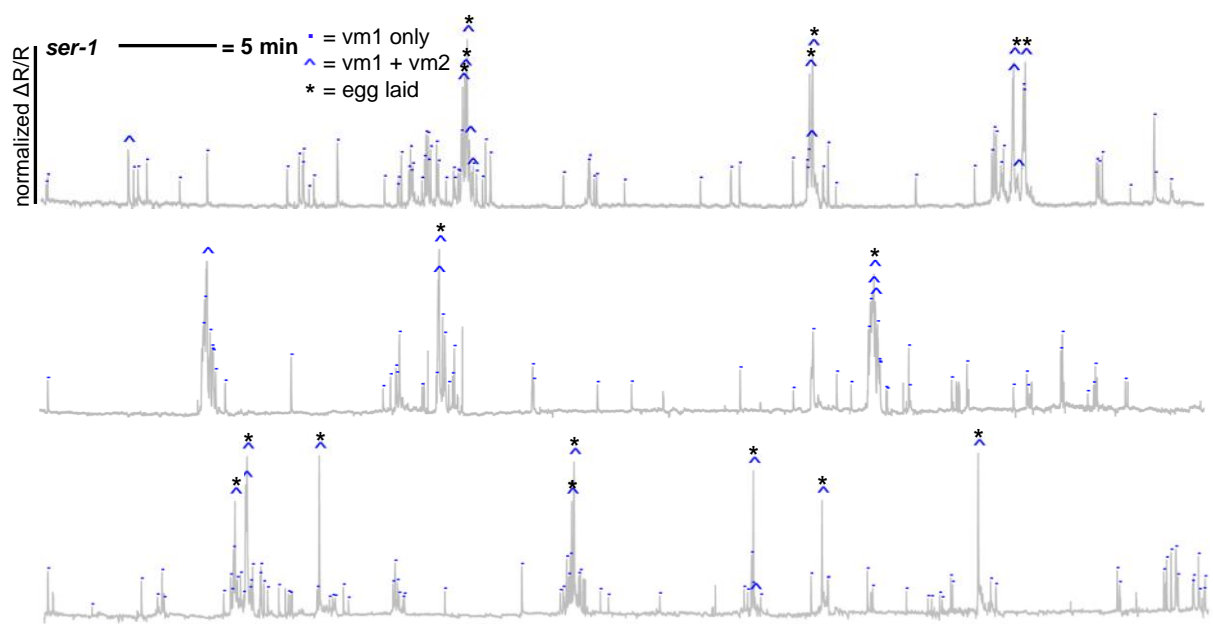 ser-1 = 5 min
· = vm1 only
^ = vm1 + vm2
* = egg laid
normalized ΔR/R